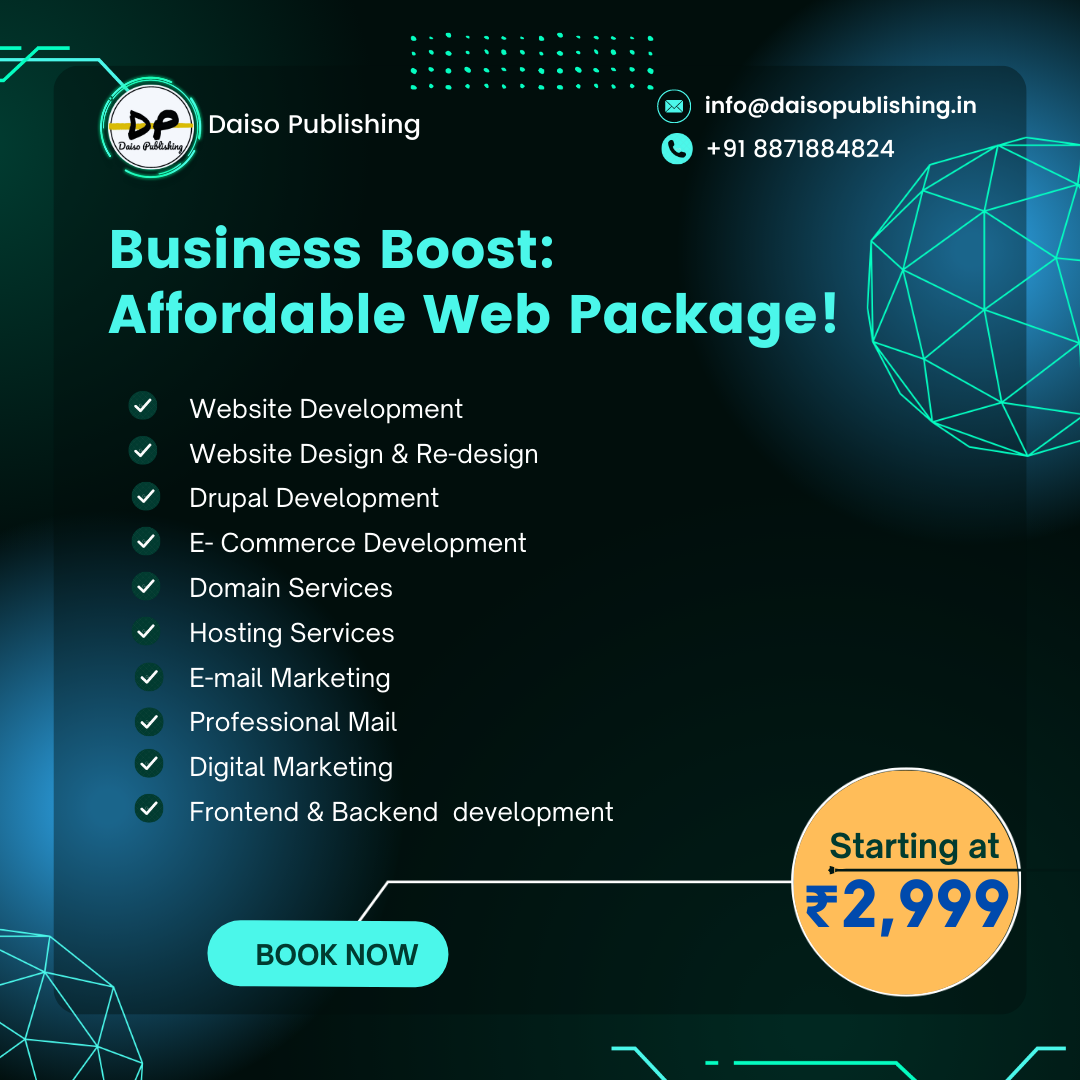 DP
Daiso Publishing
Daiso Publishing
info@daisopublishing.in
+91 8871884824
Business Boost:
Affordable Web Package!
Website Development
Website Design & Re-design
Drupal Development
E- Commerce Development
Domain Services
Hosting Services
E-mail Marketing
Professional Mail
Digital Marketing
Frontend & Backend  development
Starting at
₹2,999
BOOK NOW